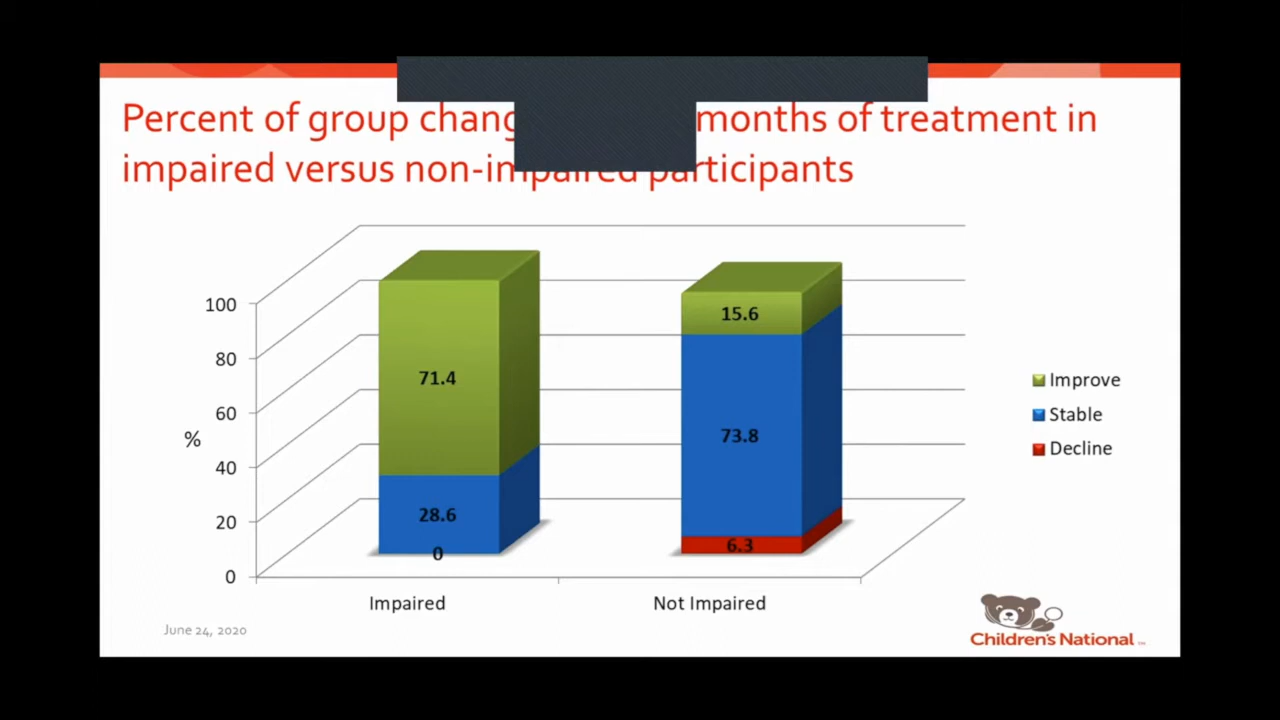 Percent of group months of treatment in
impaired versus non-impaired participants
100
80
60
40
20
0
%
71.4
28.6
0
15.6
73.8
6.3
Impaired
Not Impaired
Improve
Stable
Decline
June 24, 2020
Children's National